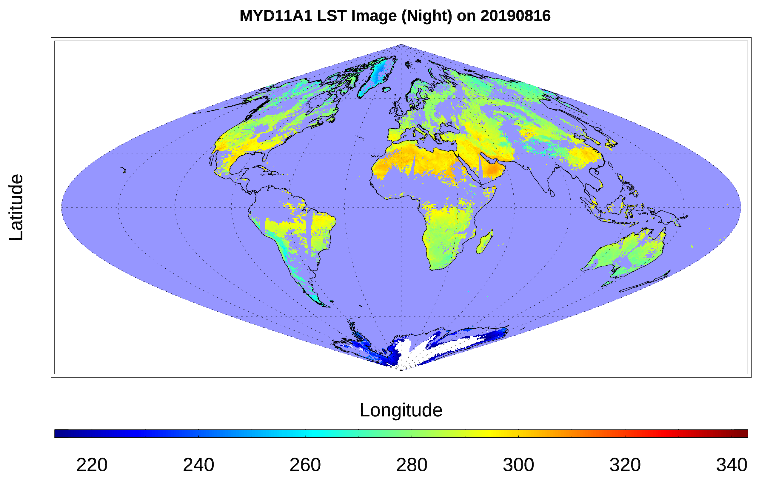 MYD11A1 LST Image (Night) on 20190816
Latitude
Longitude
220 240 260 280 300 320 340